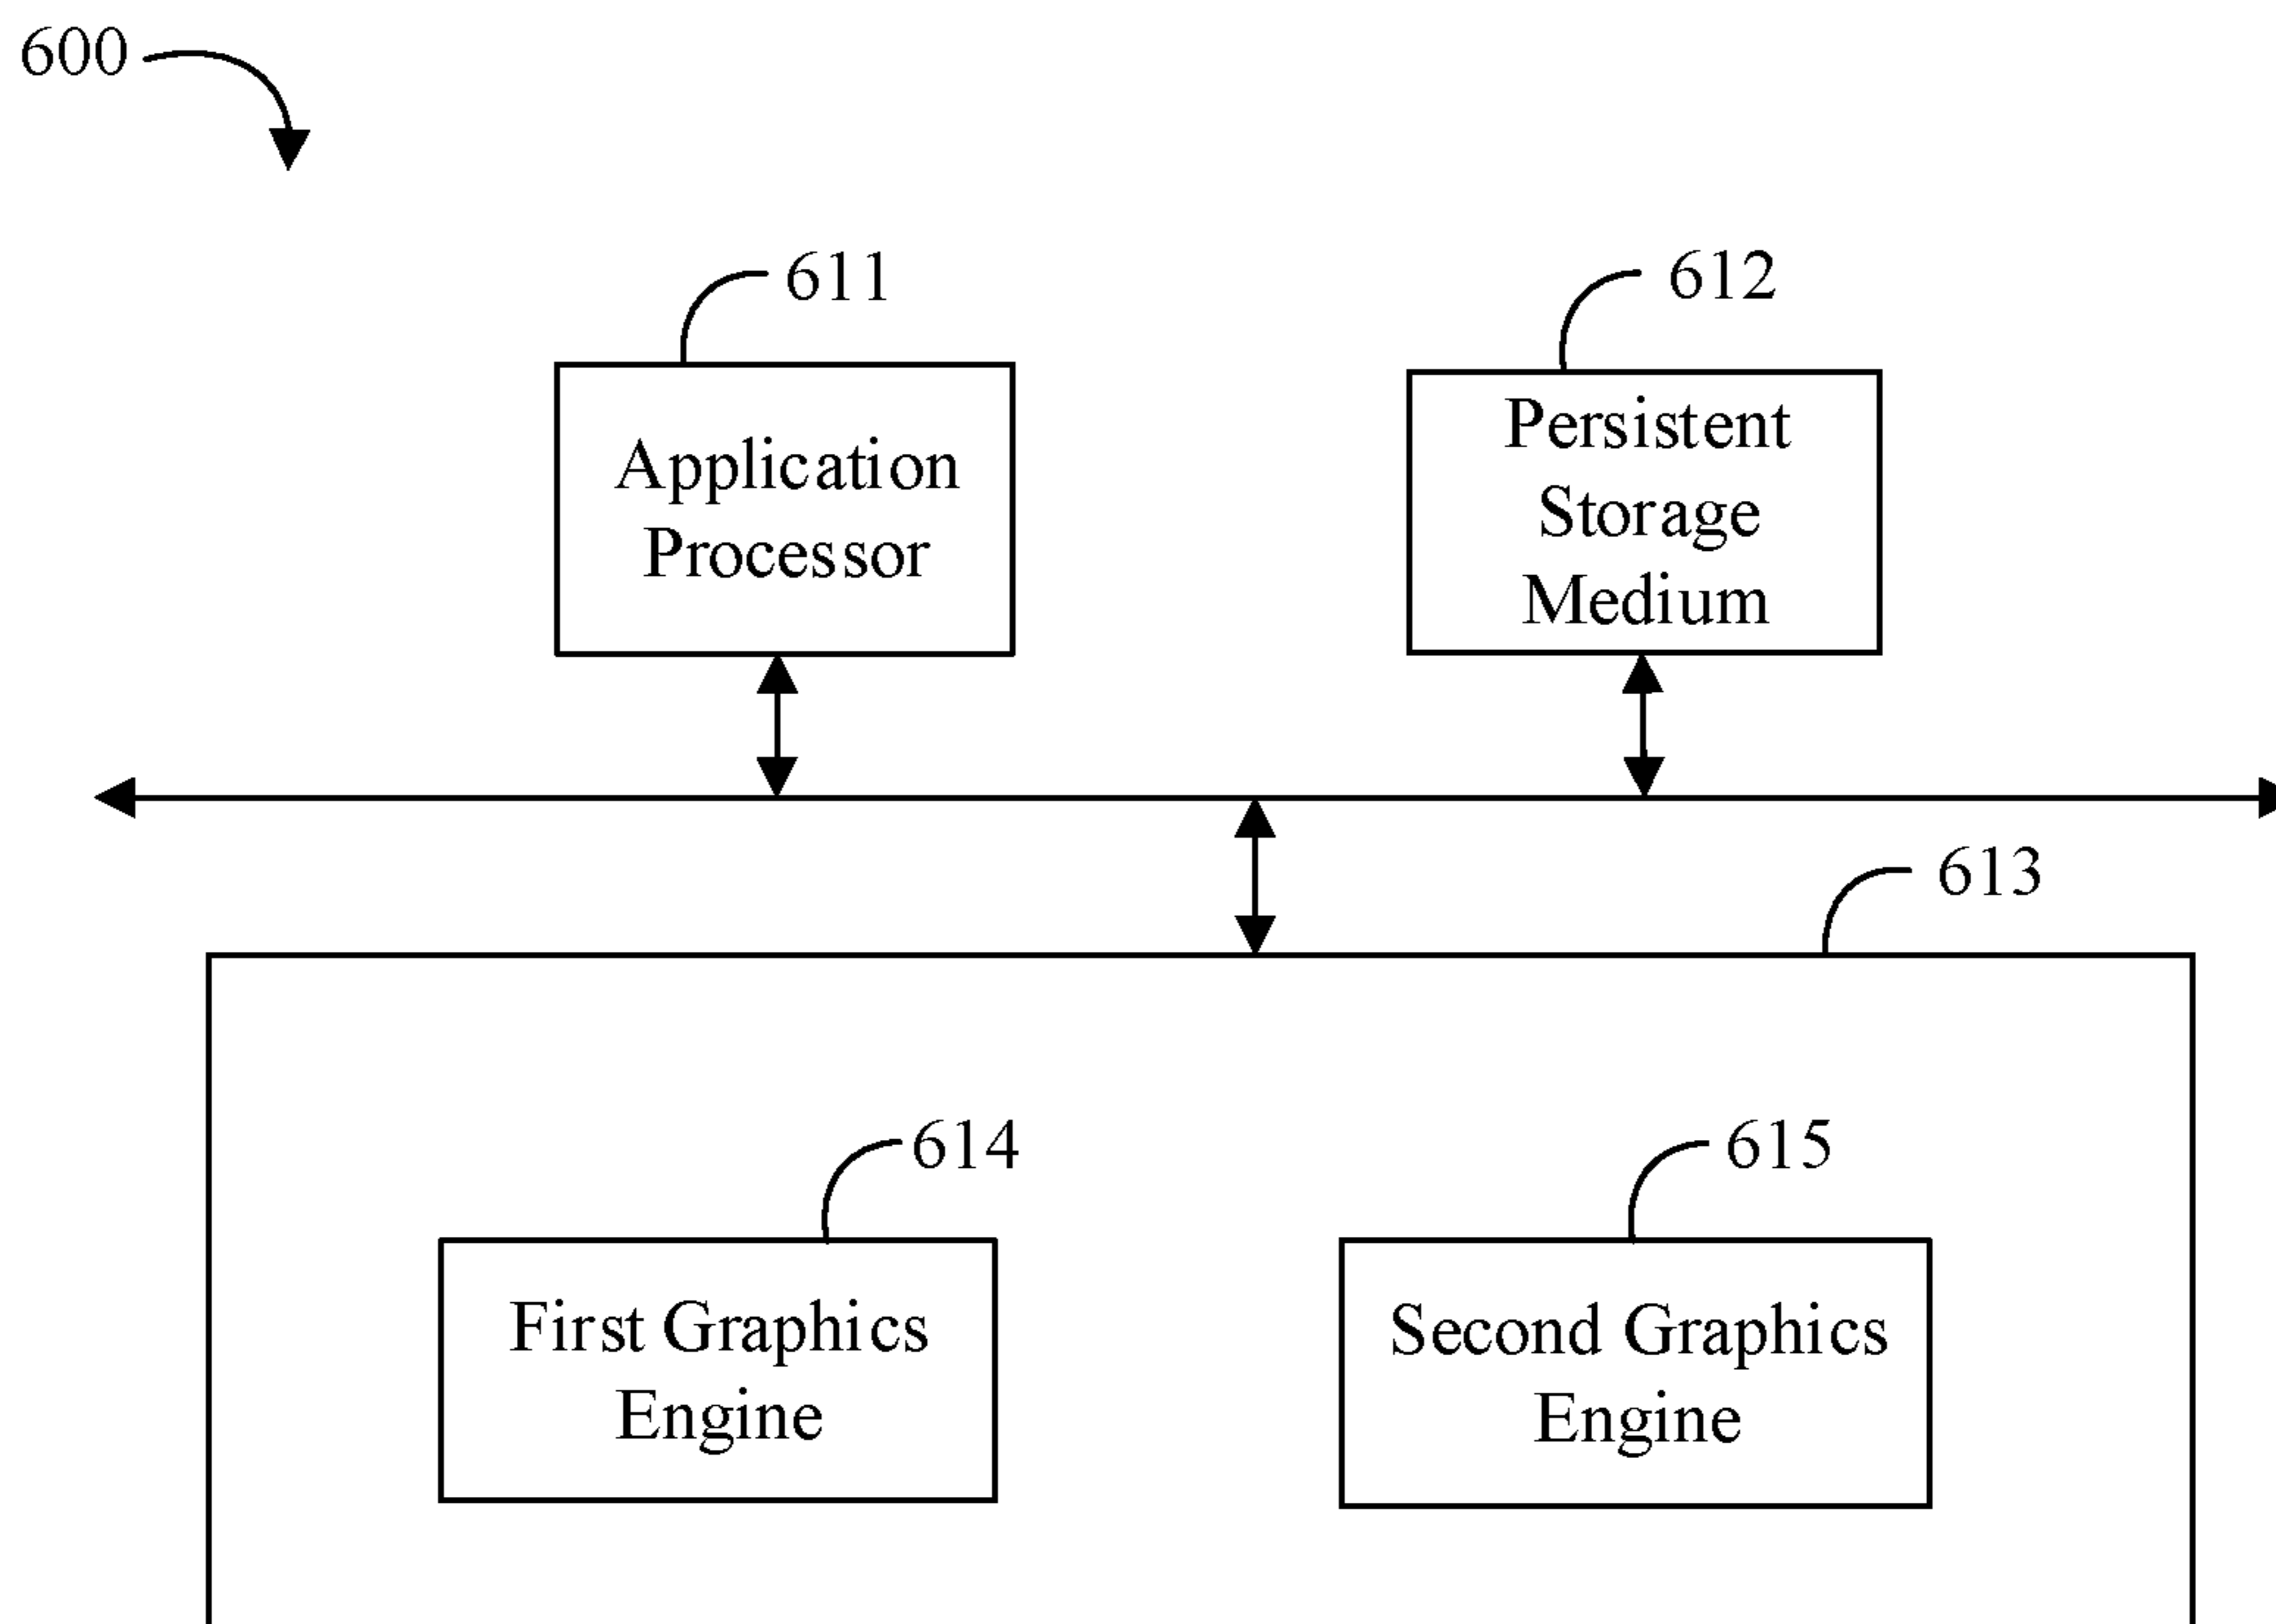 600
611
612
Application
Processor
Persistent
Storage
Medium
613
614
615
First Graphics
Engine
Second Graphics
Engine